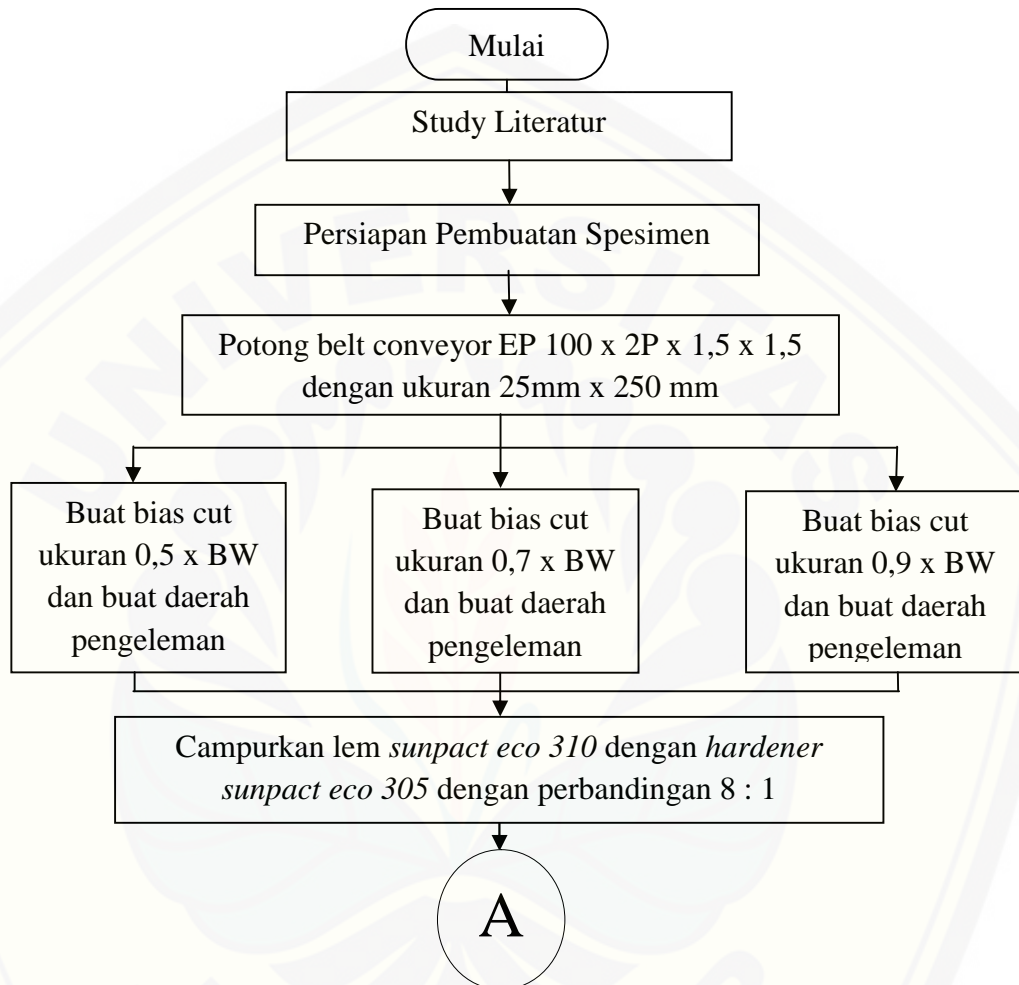 Mulai
Study Literatur
Persiapan Pembuatan Spesimen
Potong belt conveyor EP 100 x 2P x 1,5 x 1,5
dengan ukuran 25mm x 250 mm
Buat bias cut
ukuran 0,5 x BW
dan buat daerah
pengeleman
Buat bias cut
ukuran 0,7 x BW
dan buat daerah
pengeleman
Buat bias cut
ukuran 0,9 x BW
dan buat daerah
pengeleman
Campurkan lem sunpact eco 310 dengan hardener
sunpact eco 305 dengan perbandingan 8 : 1
A
UNIVERSITAS